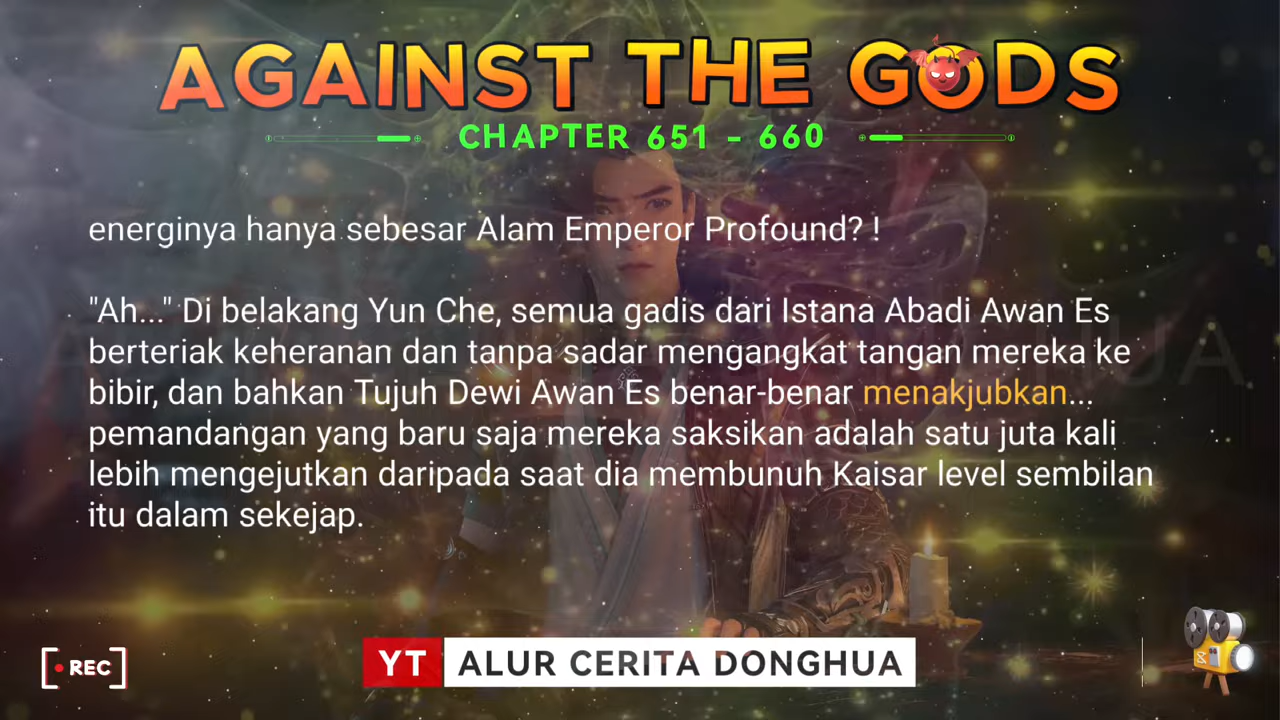 AGAINST THE GODS
CHAPTER 651 - 660
energinya hanya sebesar Alam Emperor Profound? !
"Ah..." Di belakang Yun Che, semua gadis dari Istana Abadi Awan Es
berteriak keheranan dan tanpa sadar mengangkat tangan mereka ke
bibir, dan bahkan Tujuh Dewi Awan Es benar-benar menakjubkan...
pemandangan yang baru saja mereka saksikan adalah satu juta kali
lebih mengejutkan daripada saat dia membunuh Kaisar level sembilan
itu dalam sekejap.
REC
YT ALUR CERITA DONGHUA